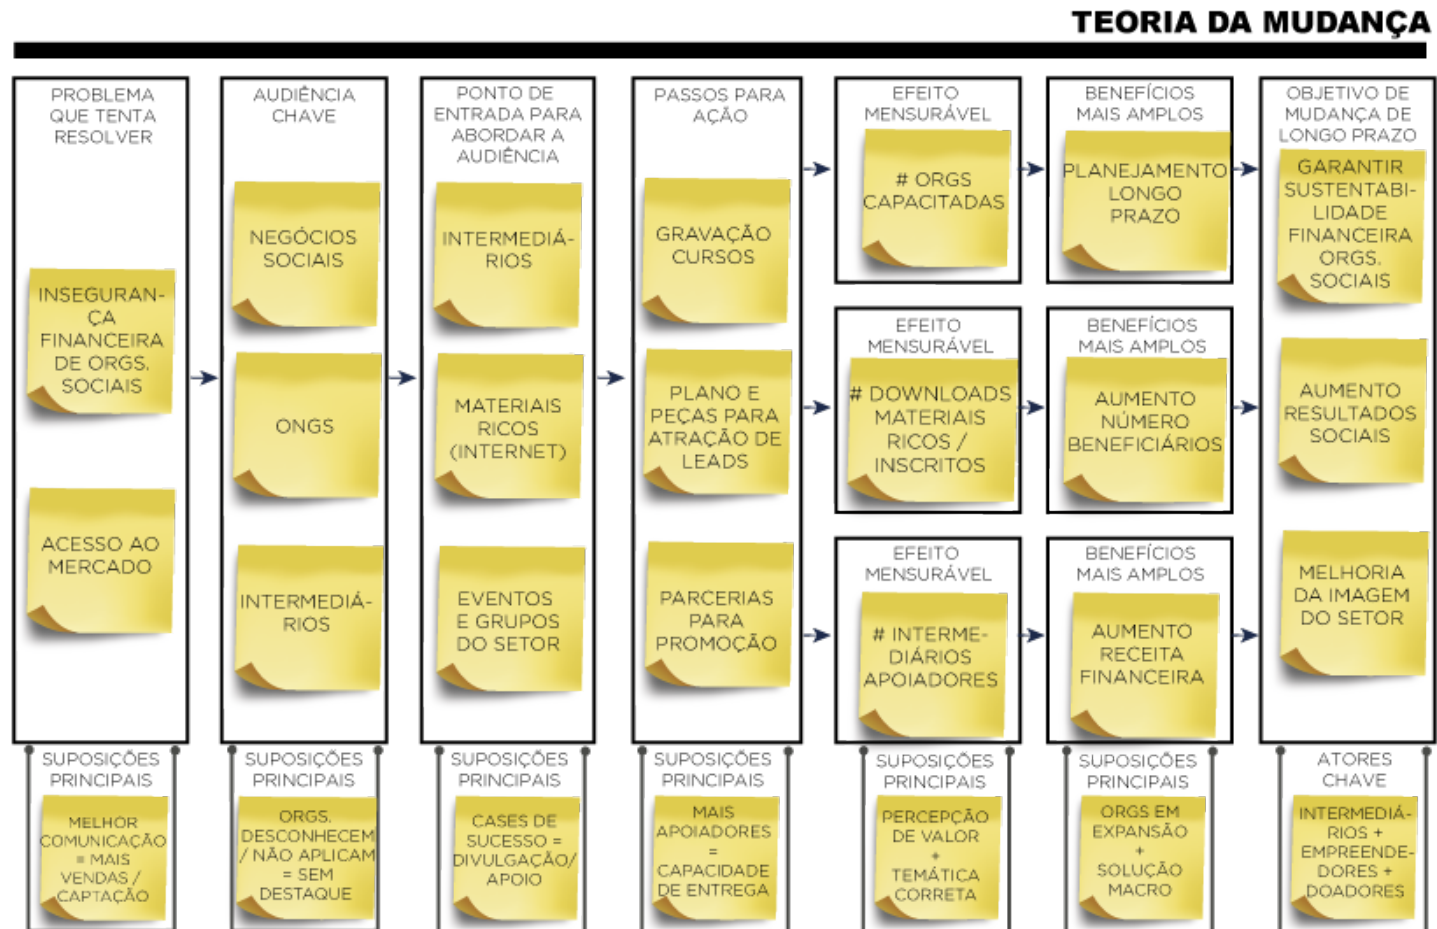 TEORIA DA MUDANÇA
PROBLEMA
QUE TENTA
RESOLVER
INSEGURAN-
ÇA
FINANCEIRA
DE ORGS.
SOCIAIS
ACESSO AO
MERCADO
AUDIÊNCIA
CHAVE
NEGÓCIOS
SOCIAIS
ONGS
INTERMEDIÁ-
RIOS
PONTO DE
ENTRADA PARA
ABORDAR A
AUDIÊNCIA
INTERMEDIÁ-
RIOS
MATERIAIS
RICOS
(INTERNET)
EVENTOS
E GRUPOS
DO SETOR
PASSOS PARA
AÇÃO
GRAVAÇÃO
CURSOS
PLANO E
PEÇAS PARA
ATRAÇÃO DE
LEADS
PARCERIAS
PARA
PROMOÇÃO
EFEITO
MENSURÁVEL
# ORGS
CAPACITADAS
BENEFÍCIOS
MAIS AMPLOS
PLANEJAMENTO
LONGO
PRAZO
EFEITO
MENSURÁVEL
# DOWNLOADS
MATERIAIS
RICOS /
INSCRITOS
BENEFÍCIOS
MAIS AMPLOS
AUMENTO
NÚMERO
BENEFICIÁRIOS
EFEITO
MENSURÁVEL
# INTERME-
DIÁRIOS
APOIADORES
BENEFÍCIOS
MAIS AMPLOS
AUMENTO
RECEITA
FINANCEIRA
OBJETIVO DE
MUDANÇA DE
LONGO PRAZO
GARANTIR
SUSTENTABI-
LIDADE
FINANCEIRA
ORGS.
SOCIAIS
AUMENTO
RESULTADOS
SOCIAIS
MELHORIA
DA IMAGEM
DO SETOR
SUPOSIÇÕES
PRINCIPAIS
MELHOR
COMUNICAÇÃO
= MAIS
VENDAS /
CAPTAÇÃO
SUPOSIÇÕES
PRINCIPAIS
ORGS.
DESCONHECEM
/ NÃO APLICAM
= SEM
DESTAQUE
SUPOSIÇÕES
PRINCIPAIS
CASES DE
SUCESSO =
DIVULGAÇÃO/
APOIO
SUPOSIÇÕES
PRINCIPAIS
MAIS
APOIADORES
=
CAPACIDADE
DE ENTREGA
SUPOSIÇÕES
PRINCIPAIS
PERCEPÇÃO
DE VALOR
+
TEMÁTICA
CORRETA
SUPOSIÇÕES
PRINCIPAIS
ORGS EM
EXPANSÃO
+
SOLUÇÃO
MACRO
ATORES
CHAVE
INTERMEDIÁ-
RIOS +
EMPREENDE-
DORES +
DOADORES